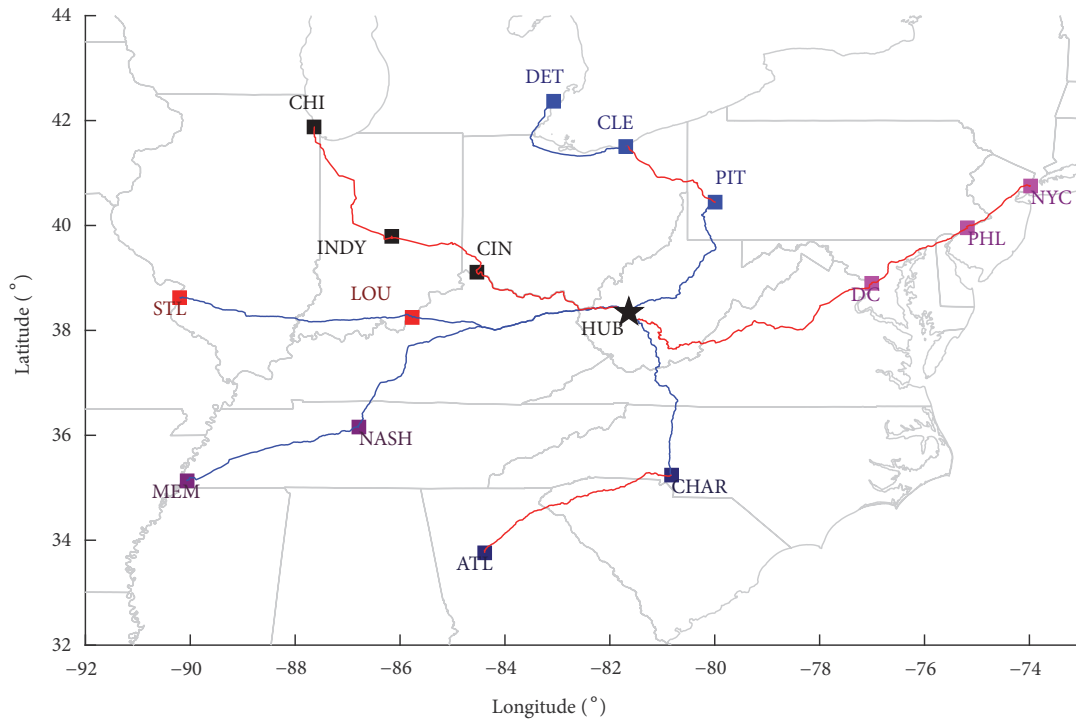 44
42
40
38
36
34
32
Latitude (°)
DET
CHI
CLE
PIT
NYC
INDY
CIN
PHL
LOU
DC
STL
HUB
NASH
MEM
CHAR
ATL
−92
−90
−88
−86
−84
−82
−80
−78
−76
−74
Longitude (°)